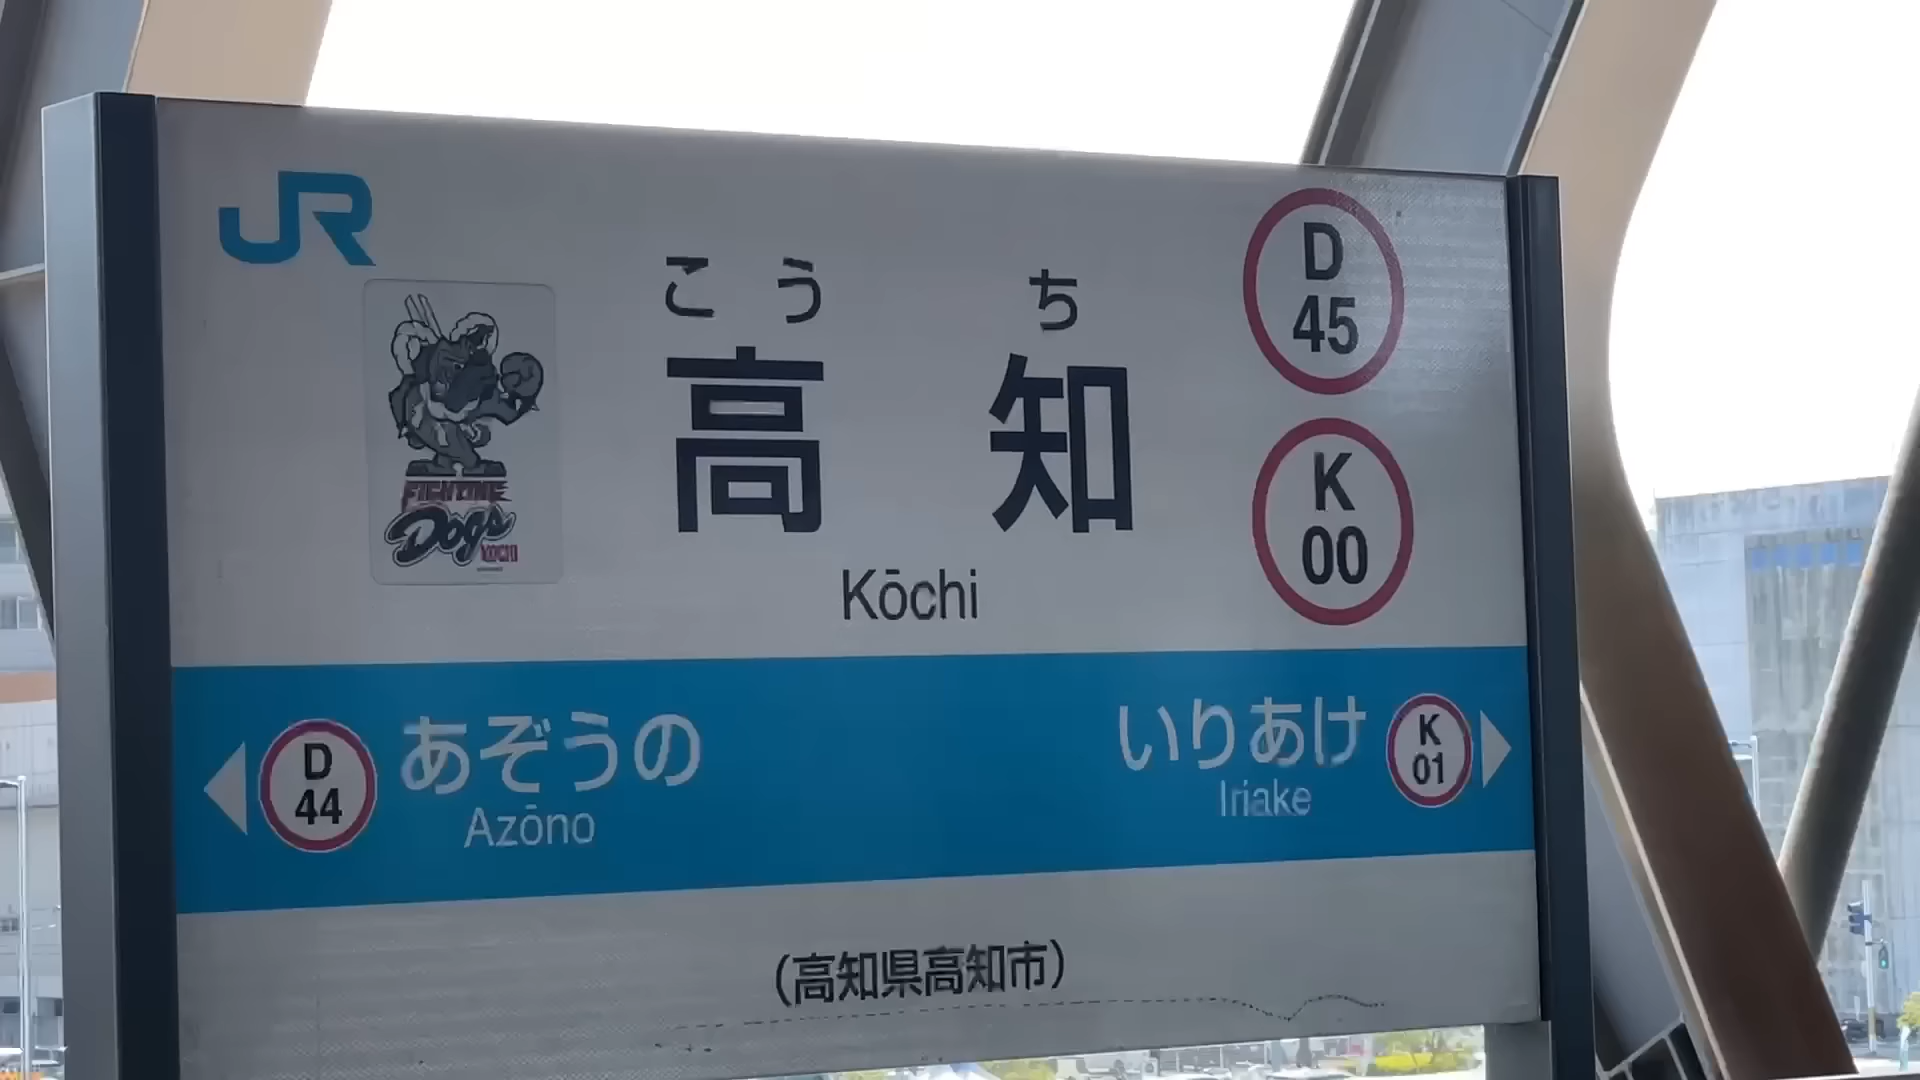 JR
こうち
高知
Kōchi
D
45
K
00
FIGHTING
Dogs
KOCHI
D
44
あぞうの
Azōno
いりあけ
Iriake
K
01
(高知県高知市)